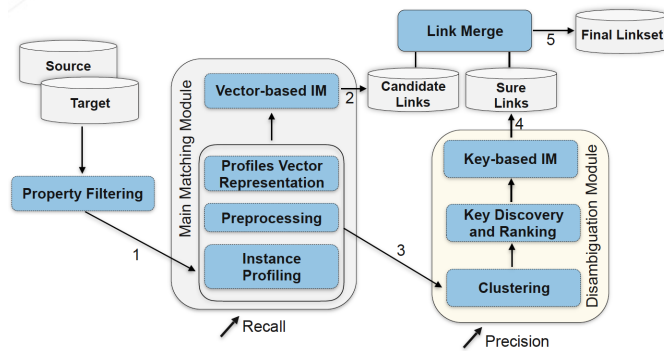 Source
Target
Property Filtering
1
Main Matching Module
Vector-based IM
Profiles Vector
Representation
Preprocessing
Instance
Profiling
Recall
2
Candidate
Links
Link Merge
5
Final Linkset
Sure
Links
4
3
Disambiguation Module
Key-based IM
Key Discovery
and Ranking
Clustering
Precision